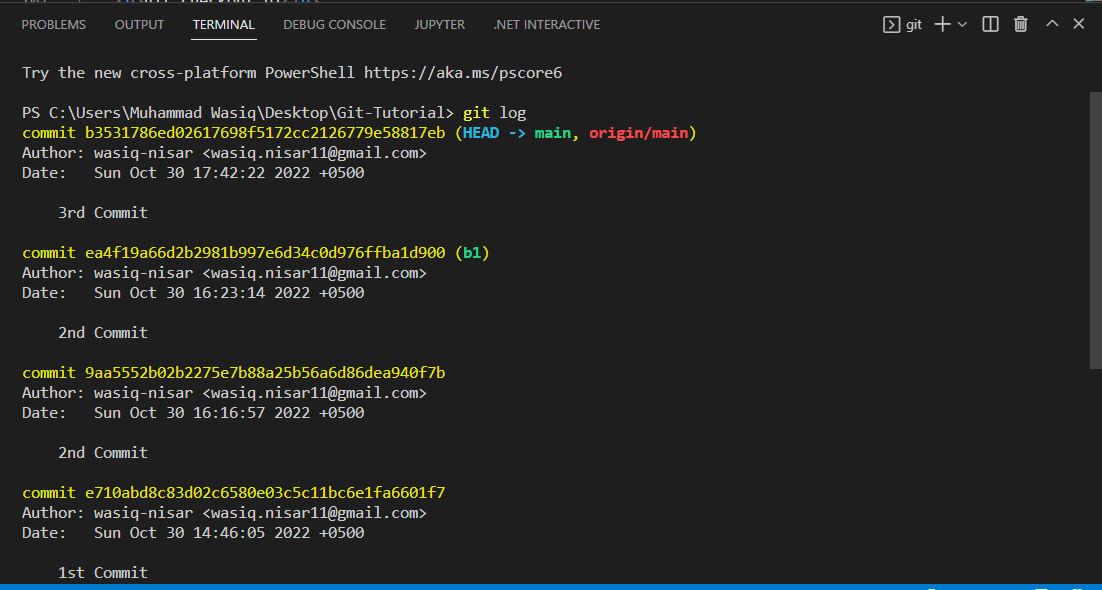 PROBLEMS OUTPUT TERMINAL DEBUG CONSOLE JUPYTER .NET INTERACTIVE git
Try the new cross-platform PowerShell https://aka.ms/pscore6
PS C:\Users\Muhammad Wasiq\Desktop\Git-Tutorial> git log
commit b3531786ed02617698f5172cc2126779e58817eb (HEAD -> main, origin/main)
Author: wasiq-nisar <wasiq.nisar11@gmail.com>
Date:   Sun Oct 30 17:42:22 2022 +0500
3rd Commit
commit ea4f19a66d2b2981b997e6d34c0d976ffba1d900 (b1)
Author: wasiq-nisar <wasiq.nisar11@gmail.com>
Date:   Sun Oct 30 16:23:14 2022 +0500
2nd Commit
commit 9aa5552b02b2275e7b88a25b56a6d86dea940f7b
Author: wasiq-nisar <wasiq.nisar11@gmail.com>
Date:   Sun Oct 30 16:16:57 2022 +0500
2nd Commit
commit e710abd8c83d02c6580e03c5c11bc6e1fa6601f7
Author: wasiq-nisar <wasiq.nisar11@gmail.com>
Date:   Sun Oct 30 14:46:05 2022 +0500
1st Commit